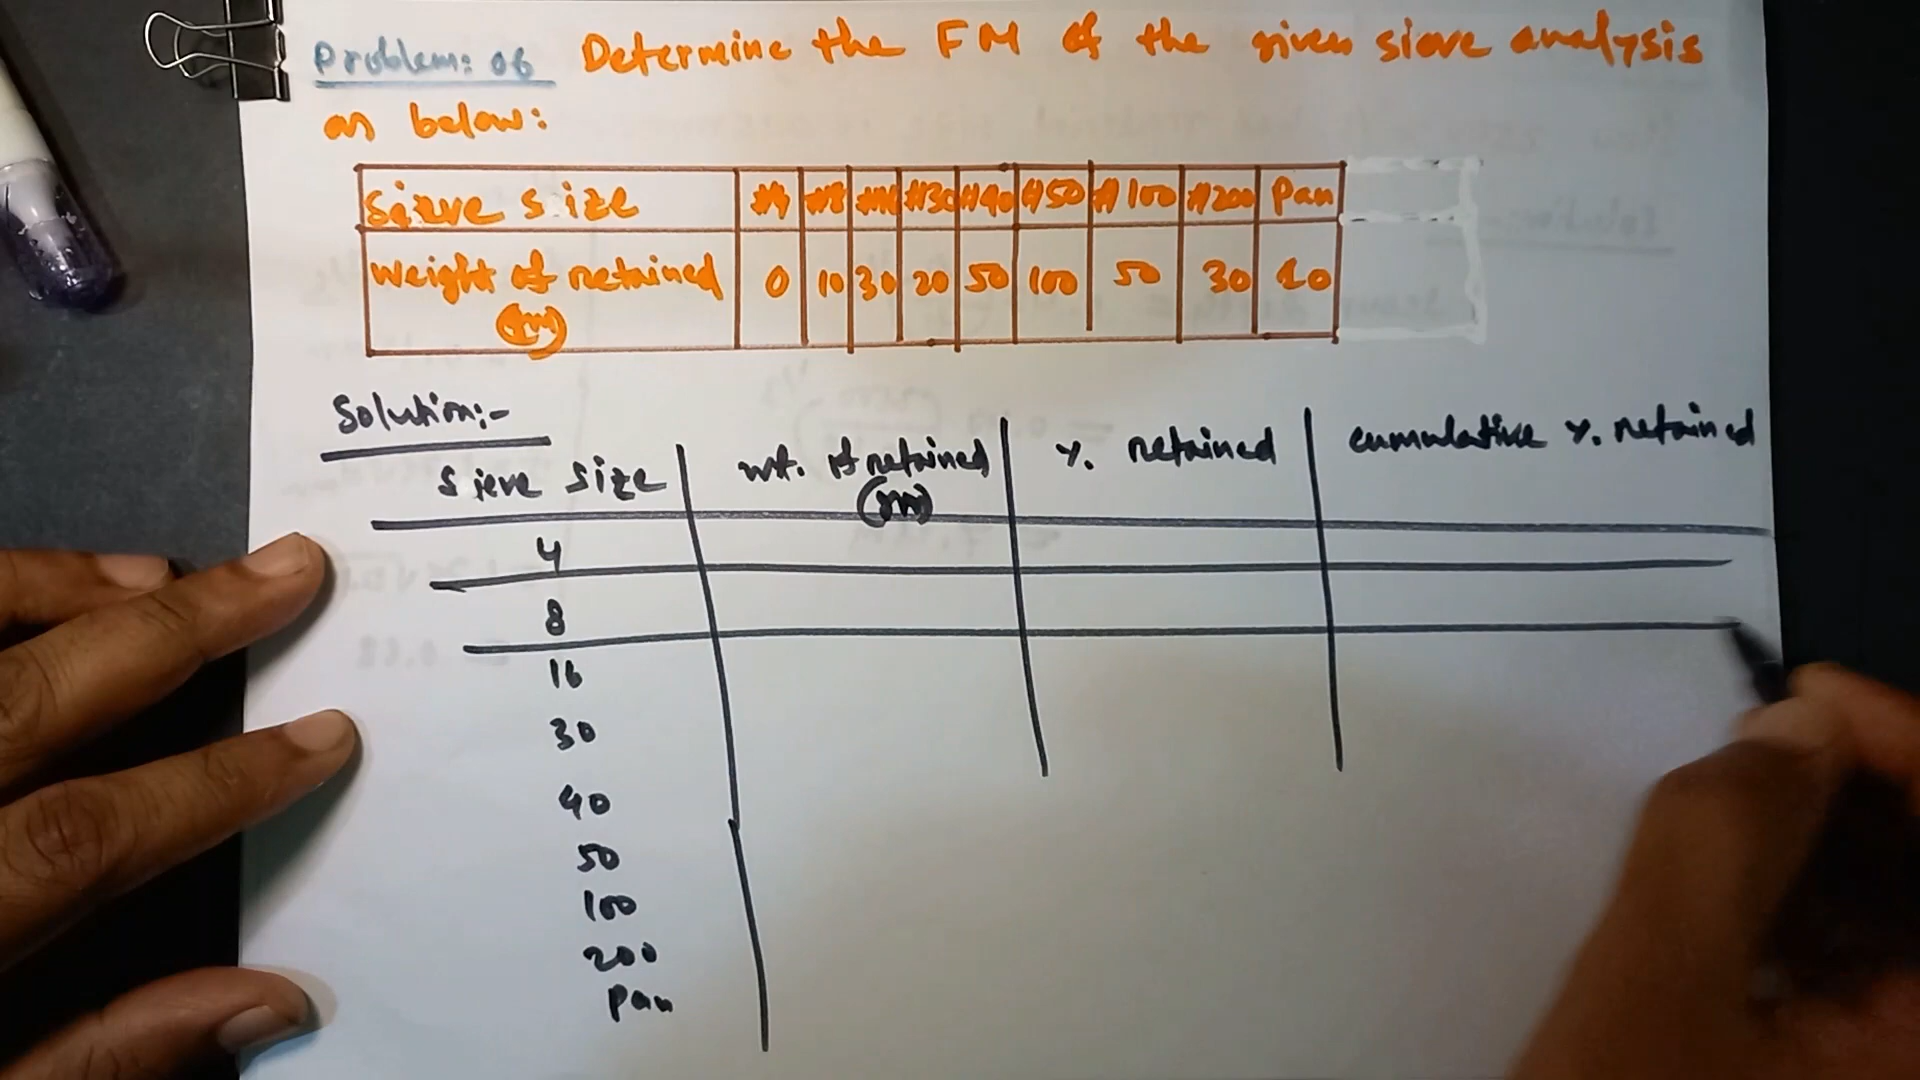 Problem: 06 Determine the FM of the given sieve analysis
as below:
Sieve size #4 #8 #16 #30 #40 #50 #100 #200 Pan
Weight of retained 0 10 30 20 50 100 50 30 10
(gm)
Solution:-
Sieve size wt. of retained %. retained cumulative %. retained
(gm)
4
8
16
30
40
50
100
200
Pan